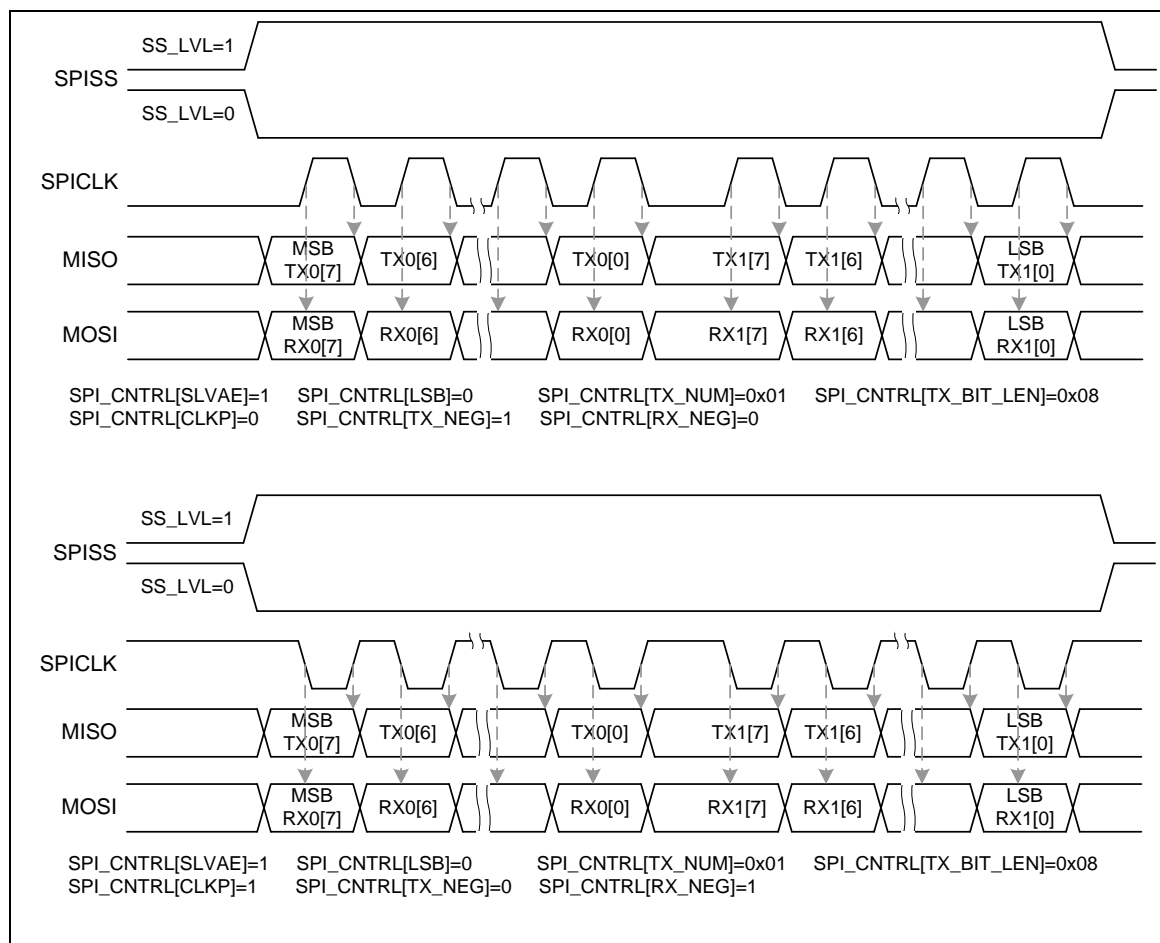 SS_LVL=1
SPISS
SS_LVL=0
SPICLK
MISO
MSB
TX0[7]
TX0[6]
TX0[0]
TX1[7]
TX1[6]
LSB
TX1[0]
MOSI
MSB
RX0[7]
RX0[6]
RX0[0]
RX1[7]
RX1[6]
LSB
RX1[0]
SPI_CNTRL[SLVAE]=1 SPI_CNTRL[LSB]=0 SPI_CNTRL[TX_NUM]=0x01 SPI_CNTRL[TX_BIT_LEN]=0x08
SPI_CNTRL[CLKP]=0 SPI_CNTRL[TX_NEG]=1 SPI_CNTRL[RX_NEG]=0
SS_LVL=1
SPISS
SS_LVL=0
SPICLK
MISO
MSB
TX0[7]
TX0[6]
TX0[0]
TX1[7]
TX1[6]
LSB
TX1[0]
MOSI
MSB
RX0[7]
RX0[6]
RX0[0]
RX1[7]
RX1[6]
LSB
RX1[0]
SPI_CNTRL[SLVAE]=1 SPI_CNTRL[LSB]=0 SPI_CNTRL[TX_NUM]=0x01 SPI_CNTRL[TX_BIT_LEN]=0x08
SPI_CNTRL[CLKP]=1 SPI_CNTRL[TX_NEG]=0 SPI_CNTRL[RX_NEG]=1